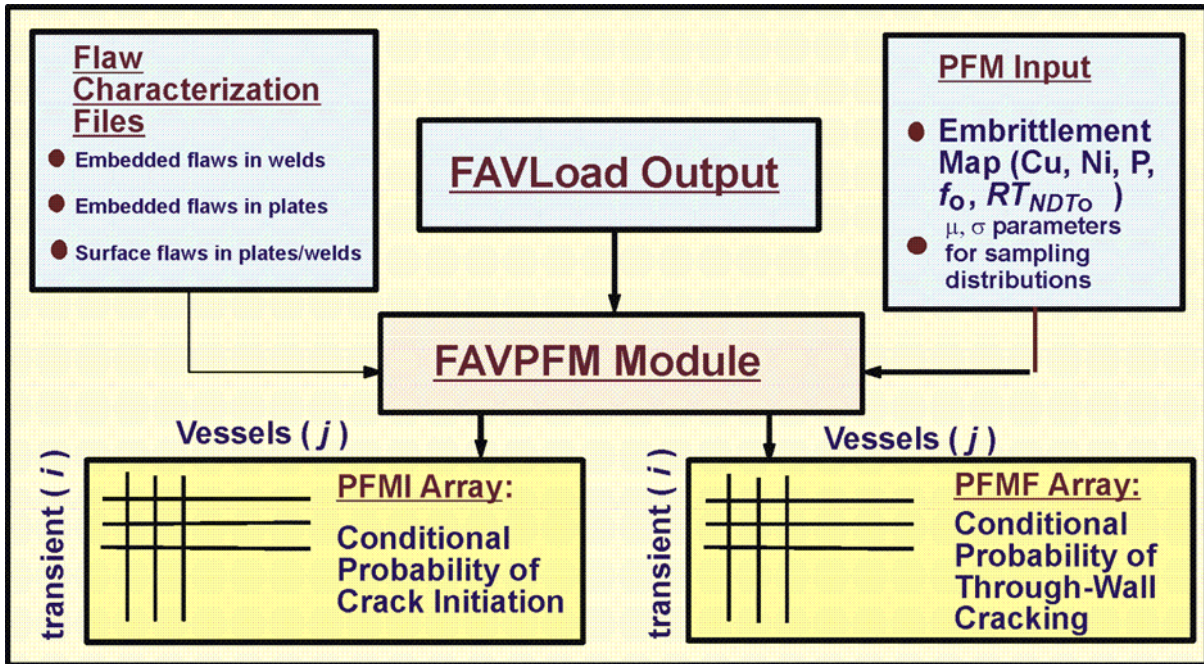 Flaw
Characterization
Files
Embedded flaws in welds
Embedded flaws in plates
Surface flaws in plates/welds
FAVLoad Output
PFM Input
Embrittlement
Map (Cu, Ni, P,
fo, RTNDTo )
μ, σ parameters
for sampling
distributions
FAVPFM Module
Vessels ( j )
transient ( i )
PFMI Array:
Conditional
Probability of
Crack Initiation
Vessels ( j )
transient ( i )
PFMF Array:
Conditional
Probability of
Through-Wall
Cracking